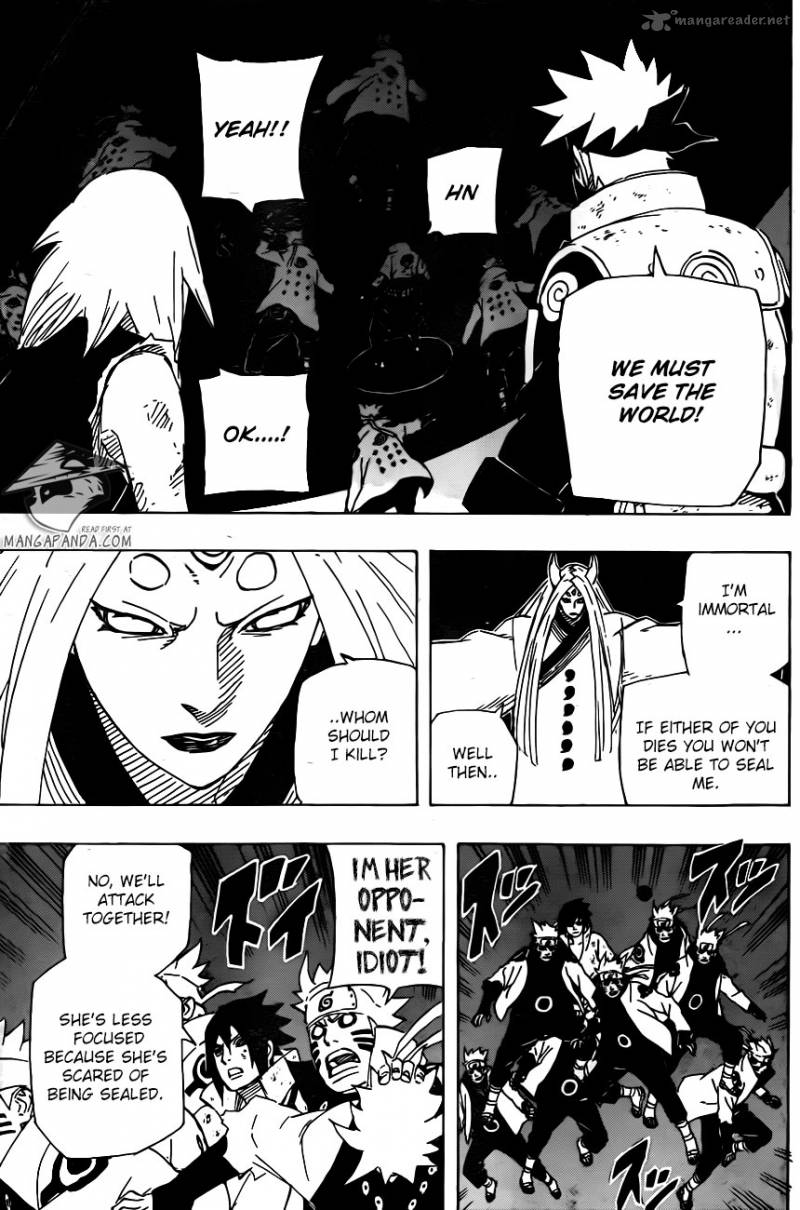 mangareader.net
WE MUST
SAVE THE
WORLD!
HN
YEAH!!
OK....!
READ FIRST AT
MANGAPANDA.COM
I'M
IMMORTAL
...
IF EITHER OF YOU
DIES YOU WON'T
BE ABLE TO SEAL
ME.
WELL
THEN..
..WHOM
SHOULD
I KILL?
IM HER
OPPO-
NENT,
IDIOT!
NO, WE'LL
ATTACK
TOGETHER!
SHE'S LESS
FOCUSED
BECAUSE SHE'S
SCARED OF
BEING SEALED.